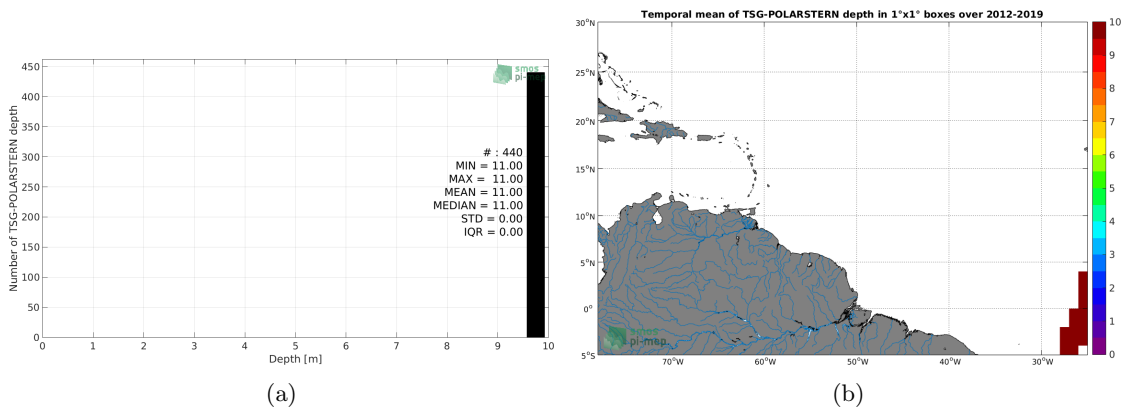 Number of TSG-POLARSTERN depth
450
400
350
300
250
200
150
100
50
0
0 1 2 3 4 5 6 7 8 9 10
Depth [m]
smos
pi-map
# : 440
MIN = 11.00
MAX = 11.00
MEAN = 11.00
MEDIAN = 11.00
STD = 0.00
IQR = 0.00
(a)
Temporal mean of TSG-POLARSTERN depth in 1°x1° boxes over 2012-2019
30°N
25°N
20°N
15°N
10°N
5°N
0°
5°S
70°W 60°W 50°W 40°W 30°W
smos
pi-map
10
9
8
7
6
5
4
3
2
1
0
(b)